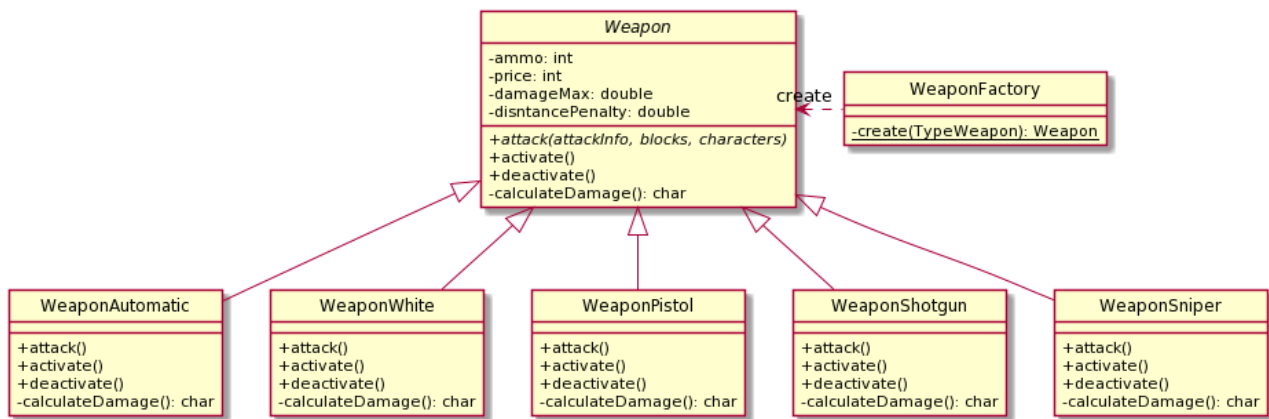 Weapon
-ammo: int
-price: int
-damageMax: double
-disntancePenalty: double
+attack(attackInfo, blocks, characters)
+activate()
+deactivate()
-calculateDamage(): char
create
WeaponFactory
-create(TypeWeapon): Weapon
WeaponAutomatic
+attack()
+activate()
+deactivate()
-calculateDamage(): char
WeaponWhite
+attack()
+activate()
+deactivate()
-calculateDamage(): char
WeaponPistol
+attack()
+activate()
+deactivate()
-calculateDamage(): char
WeaponShotgun
+attack()
+activate()
+deactivate()
-calculateDamage(): char
WeaponSniper
+attack()
+activate()
+deactivate()
-calculateDamage(): char